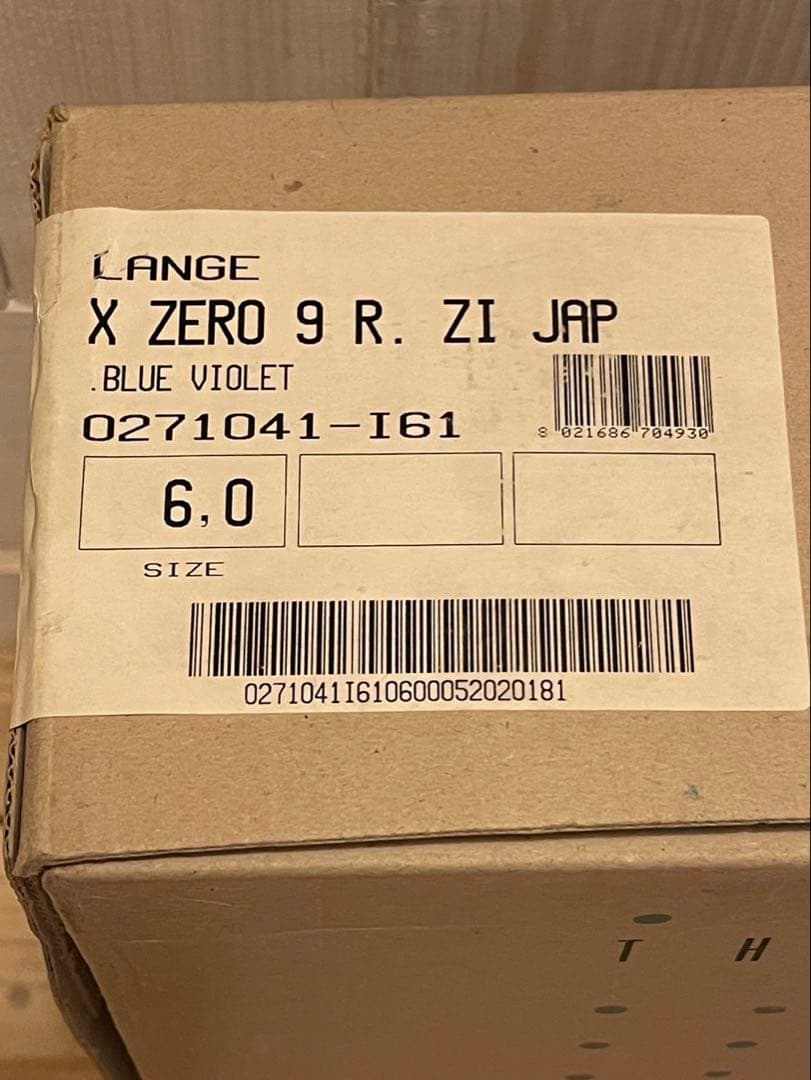 LANGE
X ZERO 9 R. ZI JAP
.BLUE VIOLET
0271041-I61
8 021686 704930
6,0
SIZE
0271041I610600052020181
T H